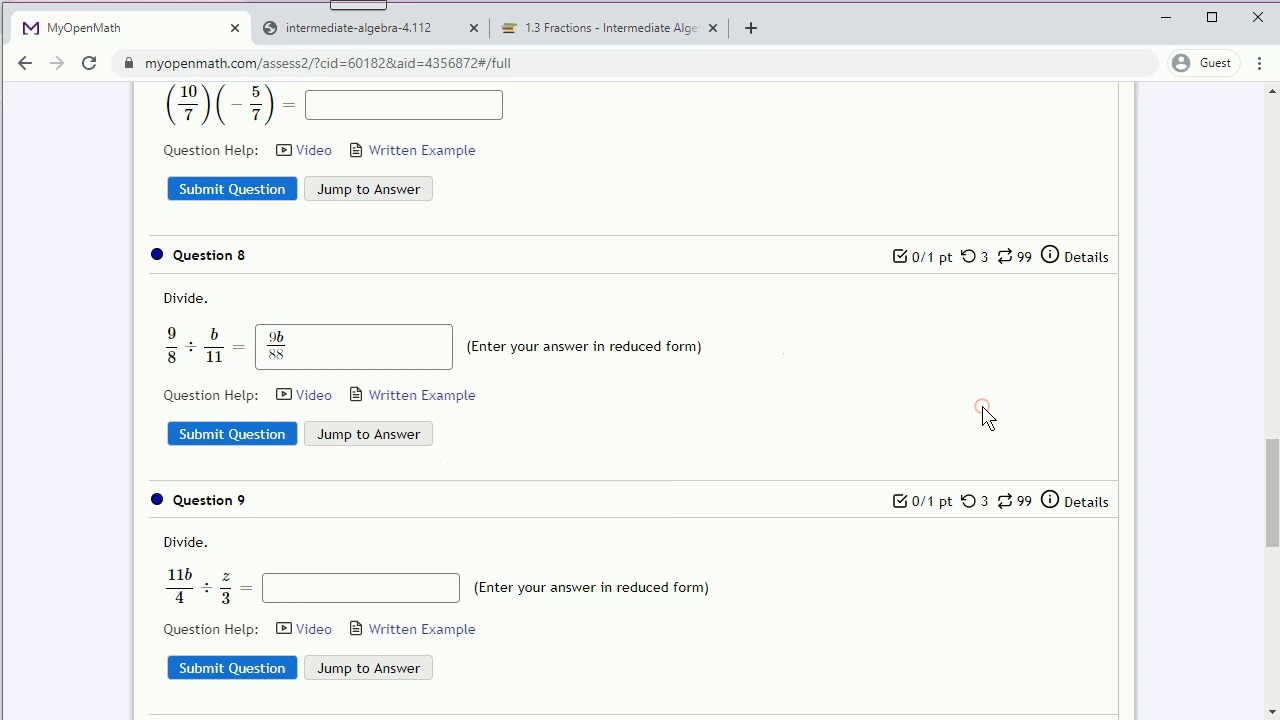 MyOpenMath
intermediate-algebra-4.112
1.3 Fractions - Intermediate Alge
myopenmath.com/assess2/?cid=60182&aid=4356872#/full
Guest
(10/7)(− 5/7) =
Question Help: Video Written Example
Submit Question Jump to Answer
Question 8 0/1 pt 3 99 Details
Divide.
9/8 ÷ b/11 = 9b/88 (Enter your answer in reduced form)
Question Help: Video Written Example
Submit Question Jump to Answer
Question 9 0/1 pt 3 99 Details
Divide.
11b/4 ÷ z/3 = (Enter your answer in reduced form)
Question Help: Video Written Example
Submit Question Jump to Answer